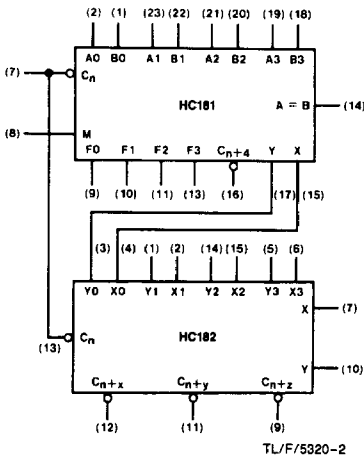 (2) (1) (23) (22) (21) (20) (19) (18)
A0 B0 A1 B1 A2 B2 A3 B3
(7) Cn
HC181 A = B (14)
(8) M
F0 F1 F2 F3 Cn+4 Y X
(9) (10) (11) (13) (16) (17) (15)
(3) (4) (1) (2) (14) (15) (5) (6)
Y0 X0 Y1 X1 Y2 X2 Y3 X3
X (7)
(13) Cn
HC182
Y (10)
Cn+x Cn+y Cn+z
(12) (11) (9)
TL/F/5320-2